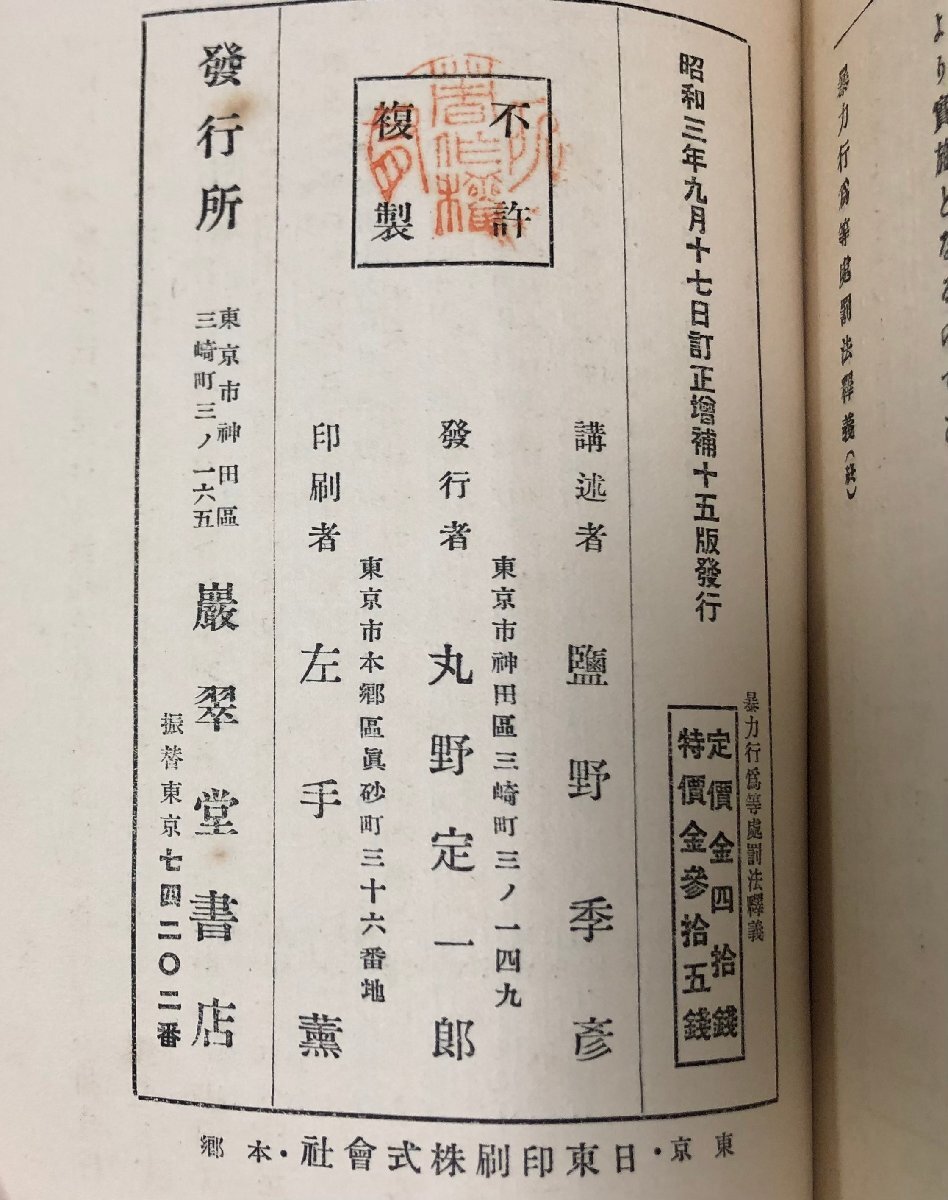 暴力行爲等處罰法釋義(終)
昭和三年九月十七日訂正增補十五版發行
暴力行爲等處罰法釋義
定價金四拾錢
特價金參拾五錢
不許
複製
講述者 鹽野季彥
東京市神田區三崎町三ノ一四九
發行者 丸野定一郎
東京市本鄕區眞砂町三十六番地
印刷者 左手薰
發行所
東京市神田區
三崎町三ノ一六五
巖翠堂書店
振替東京七四二〇二番
東京・日東印刷株式會社・本鄕